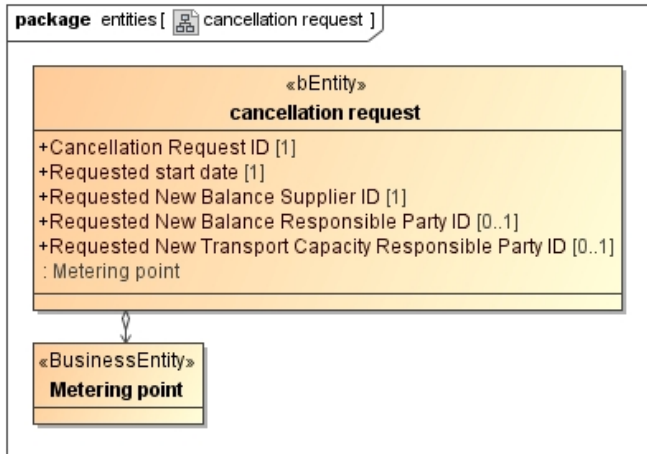 package entities [ cancellation request ]
«bEntity»
cancellation request
+Cancellation Request ID [1]
+Requested start date [1]
+Requested New Balance Supplier ID [1]
+Requested New Balance Responsible Party ID [0..1]
+Requested New Transport Capacity Responsible Party ID [0..1]
: Metering point
«BusinessEntity»
Metering point